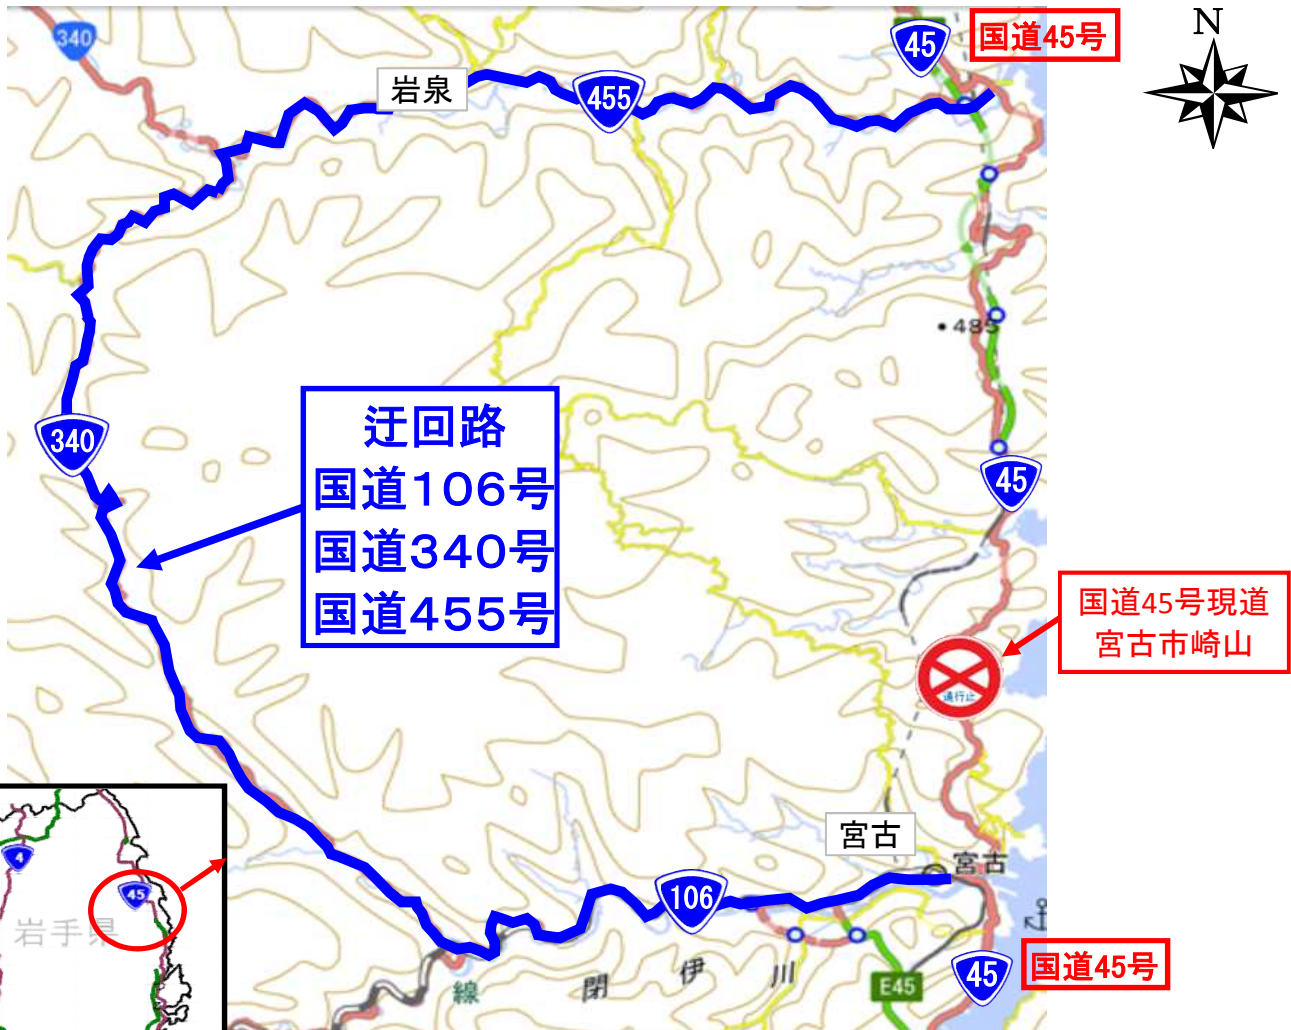 340
45
国道45号
N
岩泉
455
485
迂回路
国道106号
国道340号
国道455号
340
45
国道45号現道
宮古市崎山
通行止
宮古
宮古
4
45
岩手県
106
線
閉伊川
E45
45
国道45号